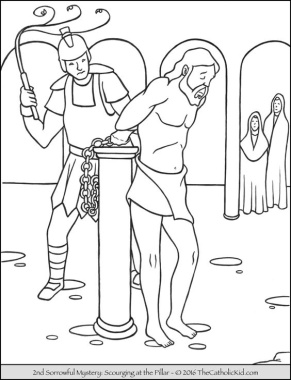 2nd Sorrowful Mystery: Scourging at the Pillar - © 2016 TheCatholicKid.com